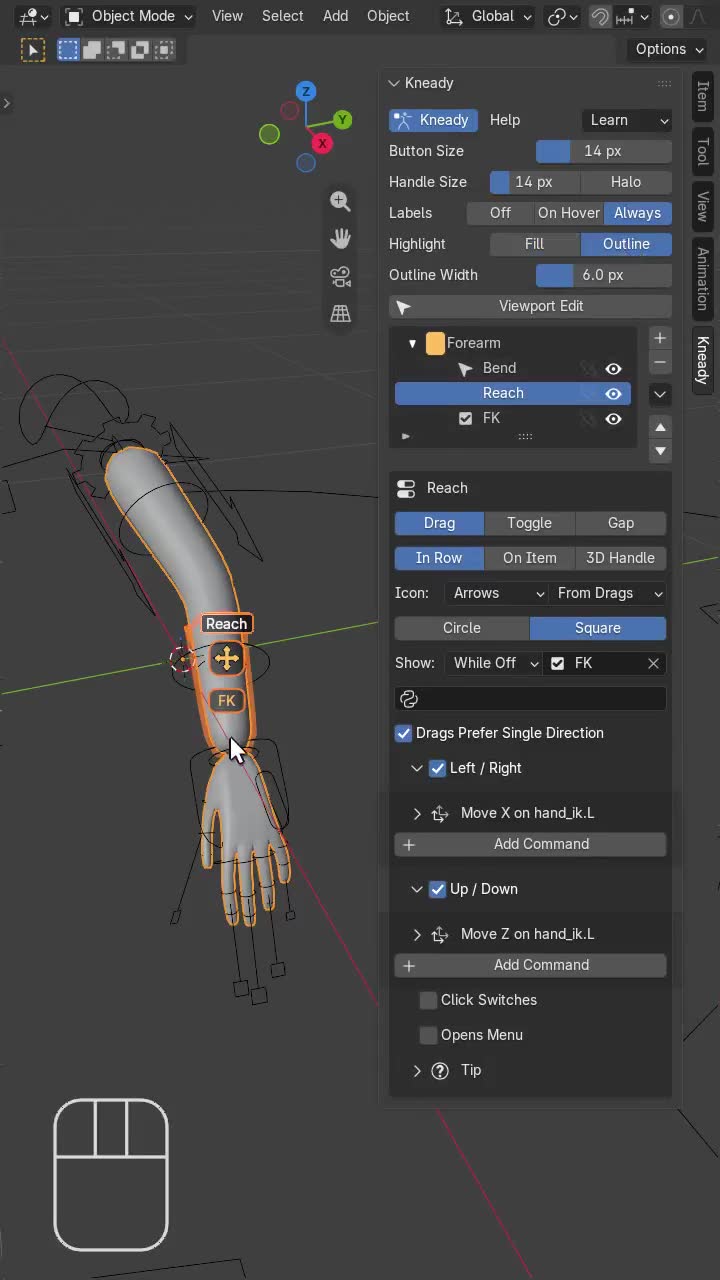 Object Mode View Select Add Object Global
Options
Kneady
Kneady Help Learn
Button Size 14 px
Handle Size 14 px Halo
Labels Off On Hover Always
Highlight Fill Outline
Outline Width 6.0 px
Viewport Edit
Forearm
Bend
Reach
FK
Reach
Drag Toggle Gap
In Row On Item 3D Handle
Icon: Arrows From Drags
Circle Square
Show: While Off FK
Drags Prefer Single Direction
Left / Right
Move X on hand_ik.L
Add Command
Up / Down
Move Z on hand_ik.L
Add Command
Click Switches
Opens Menu
Tip
Item
Tool
View
Animation
Kneady
Z
Y
X
Reach
FK